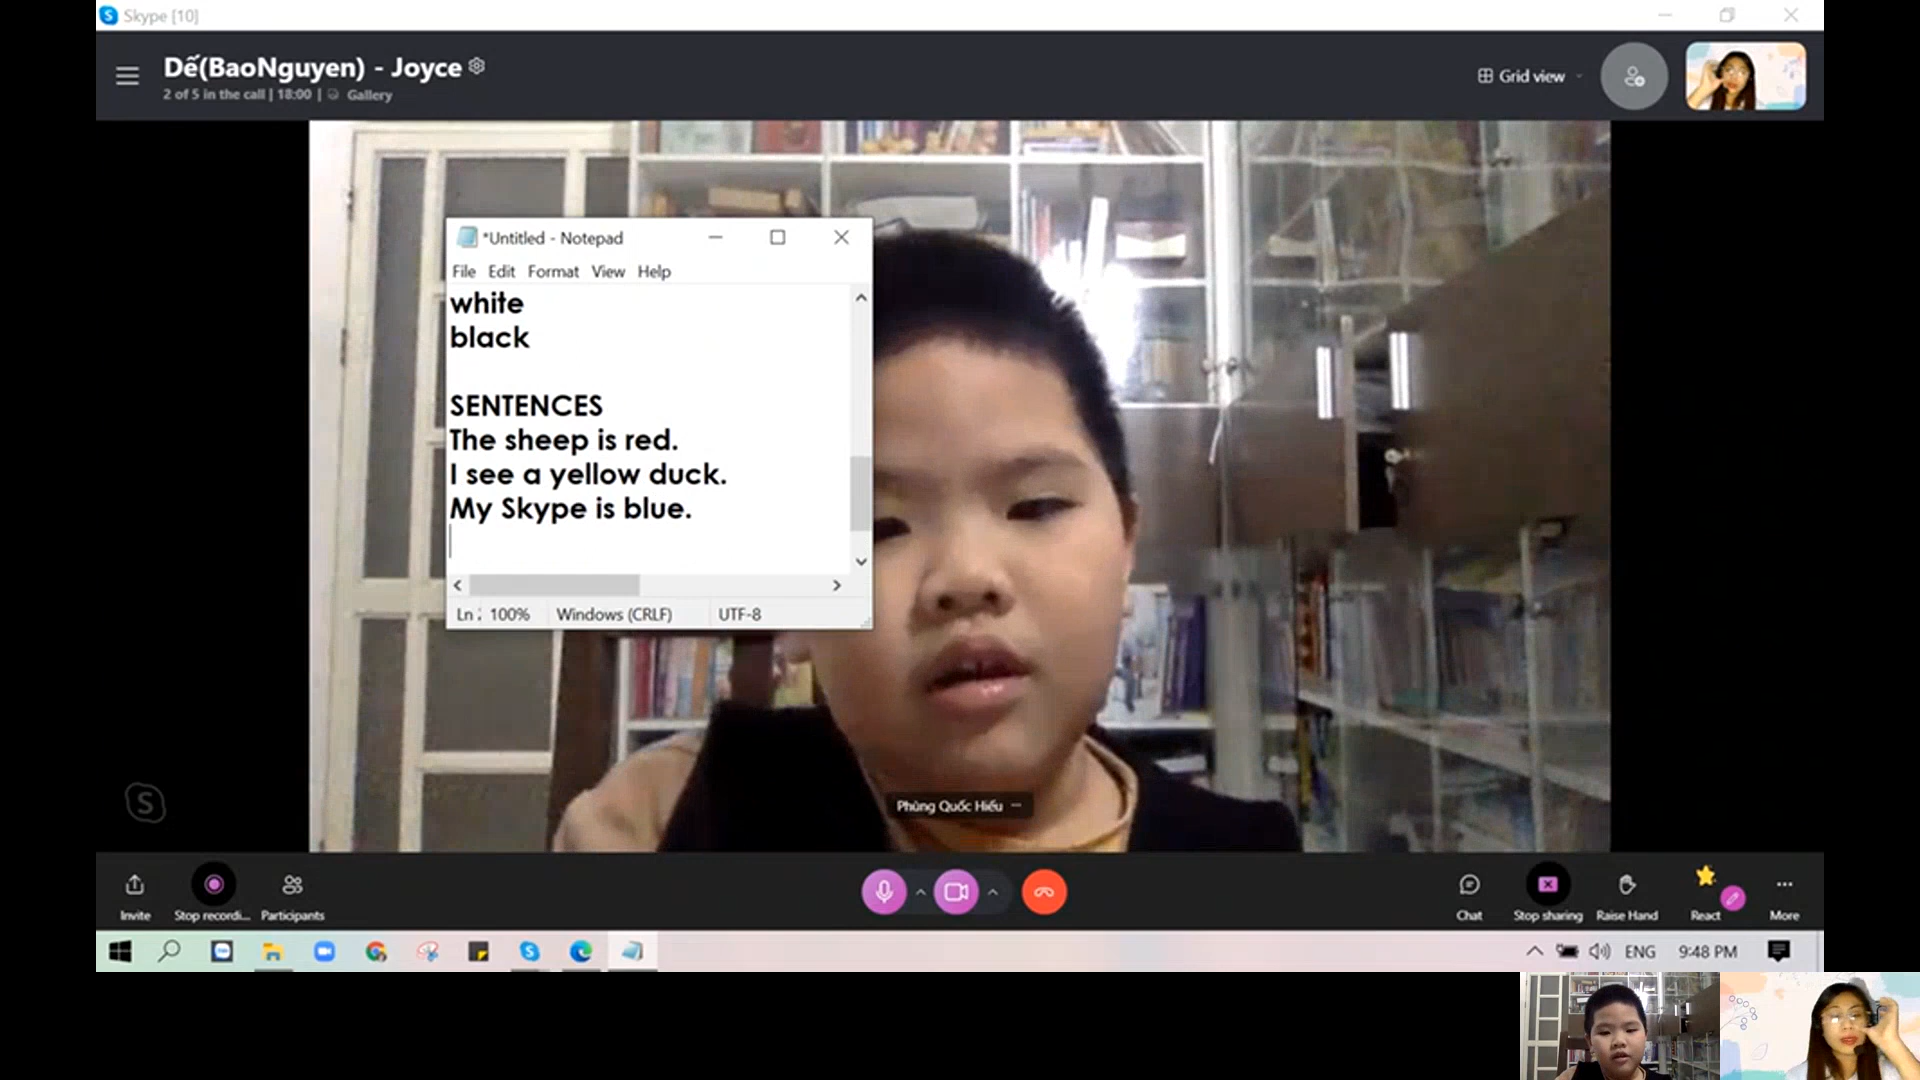 Skype [10]
Dế(BaoNguyen) - Joyce
2 of 5 in the call | 18:00 | Gallery
Grid view
*Untitled - Notepad
File Edit Format View Help
white
black
SENTENCES
The sheep is red.
I see a yellow duck.
My Skype is blue.
Ln 100% Windows (CRLF) UTF-8
Phùng Quốc Hiếu
Invite Stop recordi... Participants
Chat Stop sharing Raise Hand React More
ENG 9:48 PM